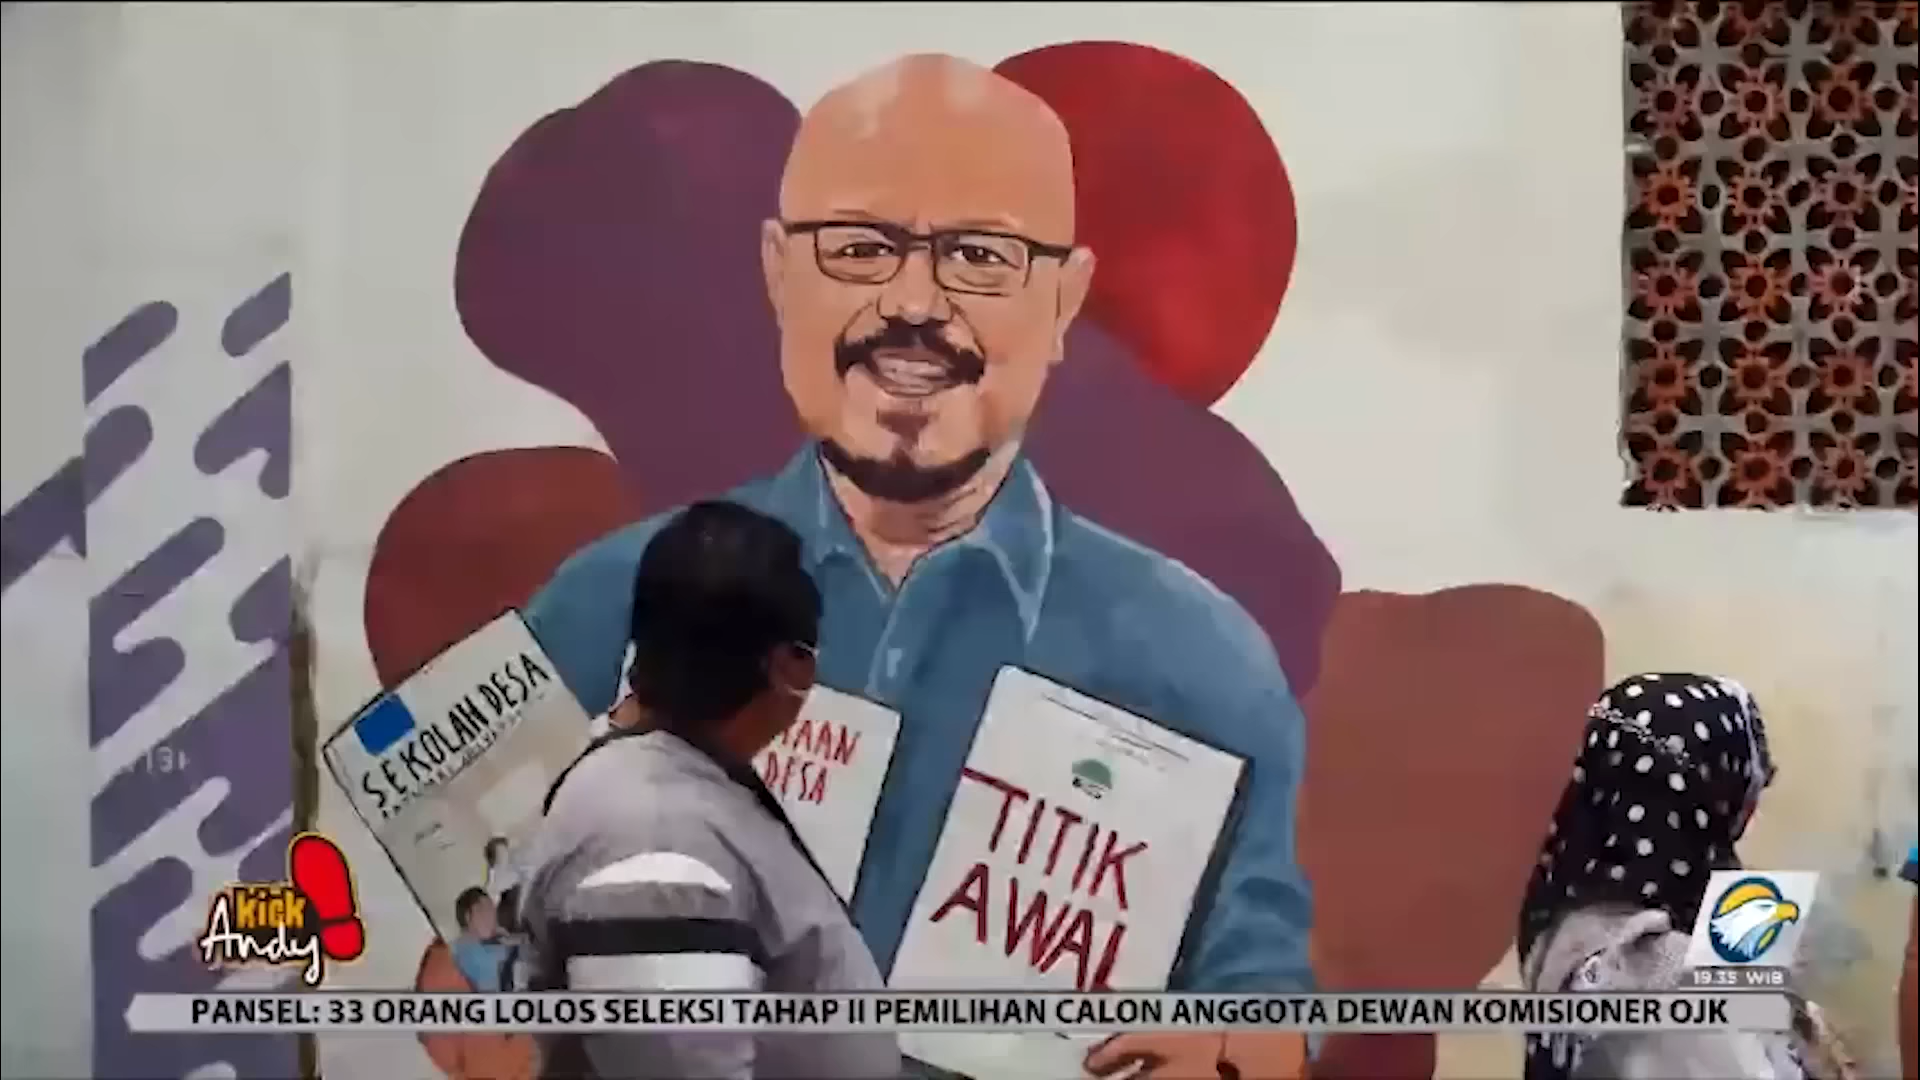 SEKOLAH DESA
DESA
TITIK
AWAL
Kick
Andy
19.35 WIB
PANSEL: 33 ORANG LOLOS SELEKSI TAHAP II PEMILIHAN CALON ANGGOTA DEWAN KOMISIONER OJK